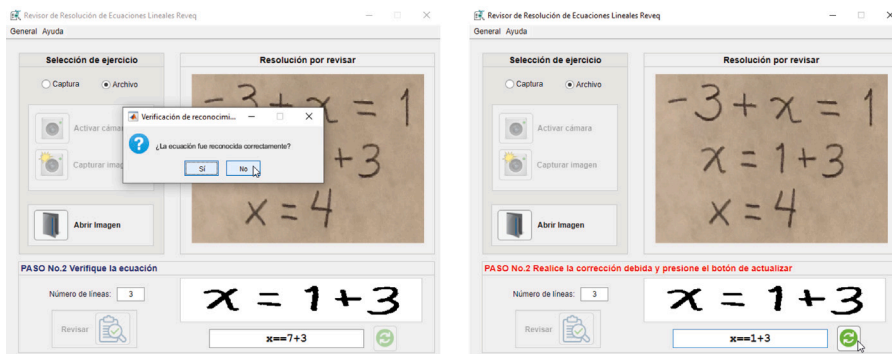 Revisor de Resolución de Ecuaciones Lineales Reveq
General Ayuda
Selección de ejercicio
Captura
Archivo
Activar cámar
Capturar imag
Abrir Imagen
Resolución por revisar
-3+x=1
+3
x=4
Verificación de reconocimi...
¿La ecuación fue reconocida correctamente?
Sí
No
PASO No.2 Verifique la ecuación
Número de líneas: 3
Revisar
x=1+3
x==7+3
Revisor de Resolución de Ecuaciones Lineales Reveq
General Ayuda
Selección de ejercicio
Captura
Archivo
Activar cámara
Capturar imagen
Abrir Imagen
Resolución por revisar
-3+x=1
x=1+3
x=4
PASO No.2 Realice la corrección debida y presione el botón de actualizar
Número de líneas: 3
Revisar
x=1+3
x==1+3